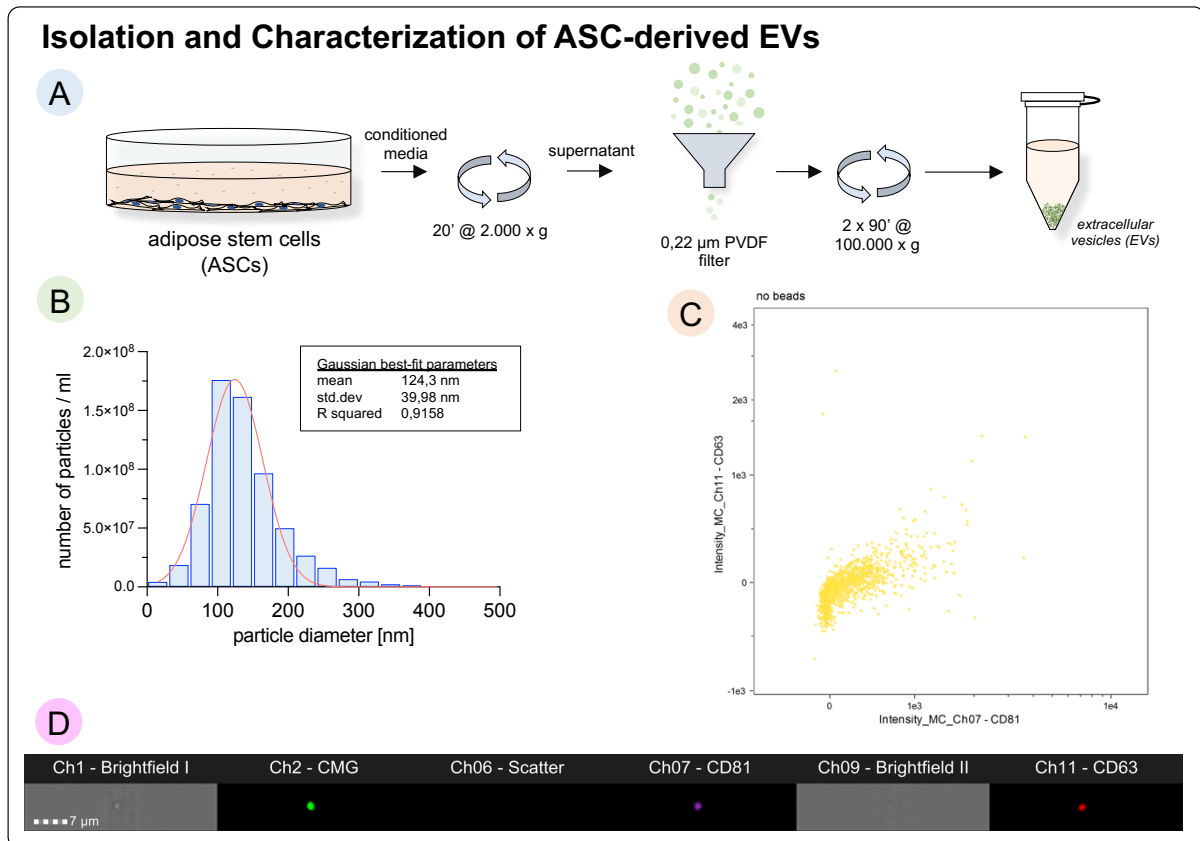 Isolation and Characterization of ASC-derived EVs
A
conditioned
media
supernatant
20’ @ 2.000 x g
0,22 µm PVDF
filter
2 x 90’ @
100.000 x g
adipose stem cells
(ASCs)
extracellular
vesicles (EVs)
B
2.0×10⁸
1.5×10⁸
1.0×10⁸
5.0×10⁷
0.0
number of particles / ml
0 100 200 300 400 500
particle diameter [nm]
Gaussian best-fit parameters
mean 124,3 nm
std.dev 39,98 nm
R squared 0,9158
C
no beads
4e3
2e3
1e3
0
-1e3
Intensity_MC_Ch11 - CD63
0 1e3 1e4
Intensity_MC_Ch07 - CD81
D
Ch1 - Brightfield I Ch2 - CMG Ch06 - Scatter Ch07 - CD81 Ch09 - Brightfield II Ch11 - CD63
7 µm